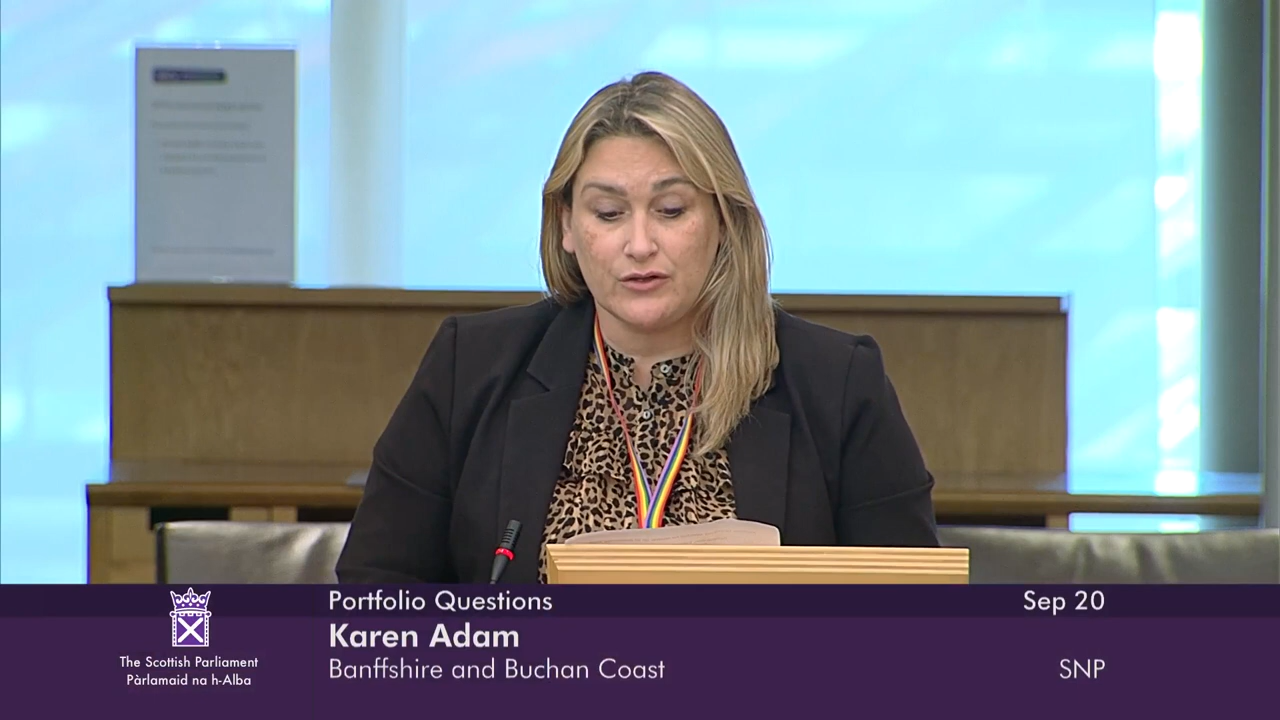 Portfolio Questions
Sep 20
Karen Adam
Banffshire and Buchan Coast
SNP
The Scottish Parliament
Pàrlamaid na h-Alba